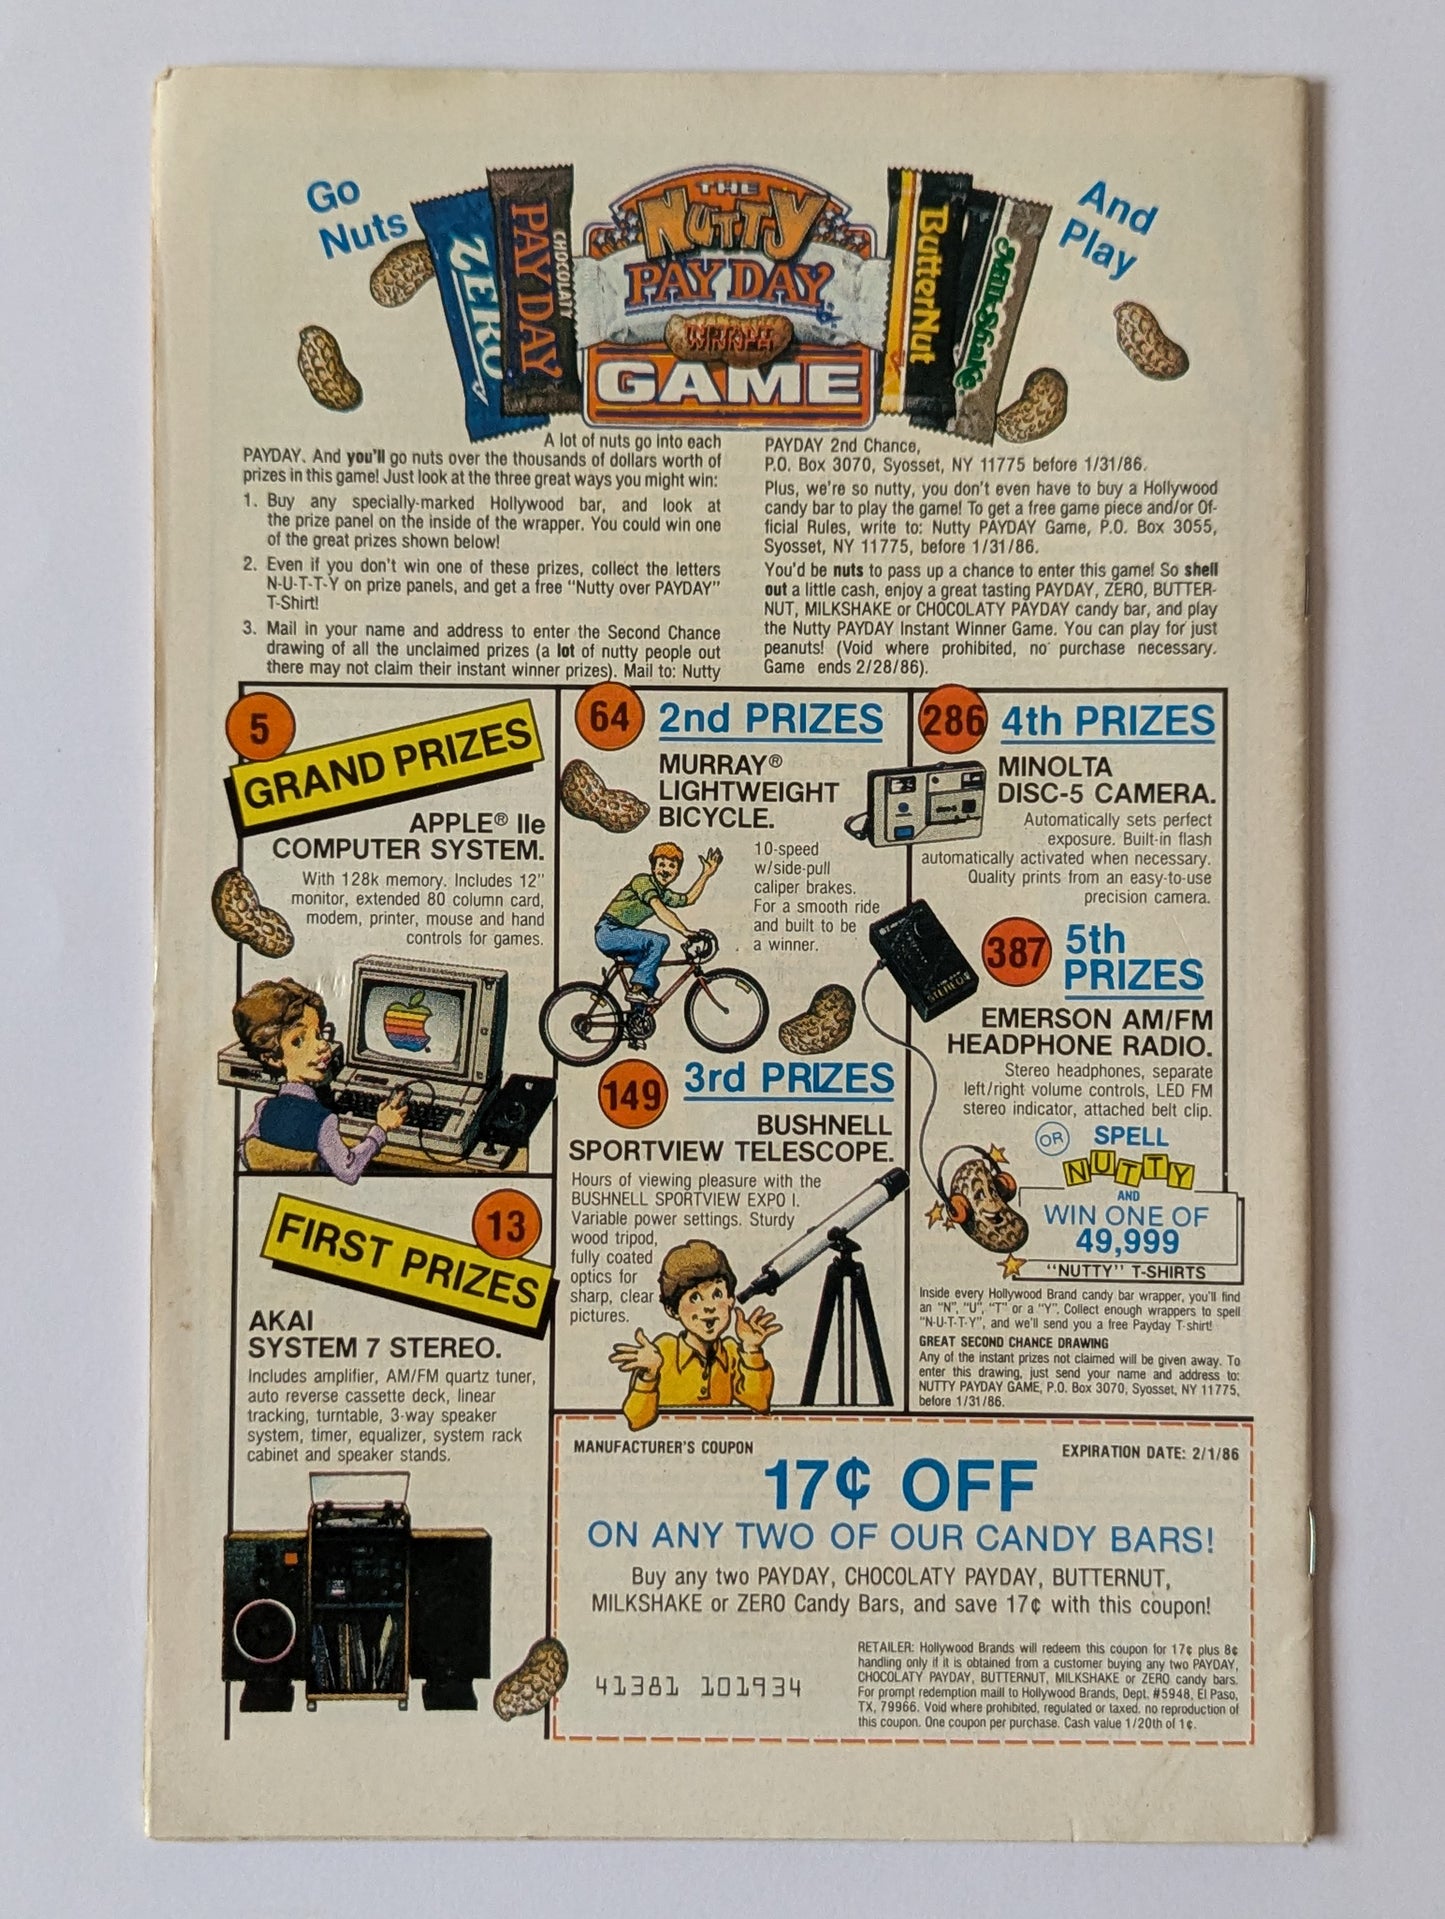 Go
Nuts
ZERO
CHOCOLATY
PAY DAY
THE
NUTTY
PAY DAY
INSTANT
WINNER
GAME
ButterNut
Milk-Shake
And
Play
A lot of nuts go into each
PAYDAY. And you'll go nuts over the thousands of dollars worth of
prizes in this game! Just look at the three great ways you might win:
1. Buy any specially-marked Hollywood bar, and look at
the prize panel on the inside of the wrapper. You could win one
of the great prizes shown below!
2. Even if you don't win one of these prizes, collect the letters
N-U-T-T-Y on prize panels, and get a free "Nutty over PAYDAY"
T-Shirt!
3. Mail in your name and address to enter the Second Chance
drawing of all the unclaimed prizes (a lot of nutty people out
there may not claim their instant winner prizes). Mail to: Nutty
PAYDAY 2nd Chance,
P.O. Box 3070, Syosset, NY 11775 before 1/31/86.
Plus, we're so nutty, you don't even have to buy a Hollywood
candy bar to play the game! To get a free game piece and/or Of-
ficial Rules, write to: Nutty PAYDAY Game, P.O. Box 3055,
Syosset, NY 11775, before 1/31/86.
You'd be nuts to pass up a chance to enter this game! So shell
out a little cash, enjoy a great tasting PAYDAY, ZERO, BUTTER-
NUT, MILKSHAKE or CHOCOLATY PAYDAY candy bar, and play
the Nutty PAYDAY Instant Winner Game. You can play for just
peanuts! (Void where prohibited, no purchase necessary.
Game ends 2/28/86).
5
GRAND PRIZES
APPLE® IIe
COMPUTER SYSTEM.
With 128k memory. Includes 12"
monitor, extended 80 column card,
modem, printer, mouse and hand
controls for games.
13
FIRST PRIZES
AKAI
SYSTEM 7 STEREO.
Includes amplifier, AM/FM quartz tuner,
auto reverse cassette deck, linear
tracking, turntable, 3-way speaker
system, timer, equalizer, system rack
cabinet and speaker stands.
64
2nd PRIZES
MURRAY®
LIGHTWEIGHT
BICYCLE.
10-speed
w/side-pull
caliper brakes.
For a smooth ride
and built to be
a winner.
149
3rd PRIZES
BUSHNELL
SPORTVIEW TELESCOPE.
Hours of viewing pleasure with the
BUSHNELL SPORTVIEW EXPO I.
Variable power settings. Sturdy
wood tripod,
fully coated
optics for
sharp, clear
pictures.
286
4th PRIZES
MINOLTA
DISC-5 CAMERA.
Automatically sets perfect
exposure. Built-in flash
automatically activated when necessary.
Quality prints from an easy-to-use
precision camera.
387
5th
PRIZES
STEREO
EMERSON AM/FM
HEADPHONE RADIO.
Stereo headphones, separate
left/right volume controls, LED FM
stereo indicator, attached belt clip.
OR SPELL
NUTTY
AND
WIN ONE OF
49,999
"NUTTY" T-SHIRTS
Inside every Hollywood Brand candy bar wrapper, you'll find
an "N", "U", "T" or a "Y". Collect enough wrappers to spell
"N-U-T-T-Y", and we'll send you a free Payday T-shirt!
GREAT SECOND CHANCE DRAWING
Any of the instant prizes not claimed will be given away. To
enter this drawing, just send your name and address to:
NUTTY PAYDAY GAME, P.O. Box 3070, Syosset, NY 11775,
before 1/31/86.
MANUFACTURER'S COUPON
EXPIRATION DATE: 2/1/86
17¢ OFF
ON ANY TWO OF OUR CANDY BARS!
Buy any two PAYDAY, CHOCOLATY PAYDAY, BUTTERNUT,
MILKSHAKE or ZERO Candy Bars, and save 17¢ with this coupon!
41381 101934
RETAILER: Hollywood Brands will redeem this coupon for 17¢ plus 8¢
handling only if it is obtained from a customer buying any two PAYDAY,
CHOCOLATY PAYDAY, BUTTERNUT, MILKSHAKE or ZERO candy bars.
For prompt redemption maill to Hollywood Brands, Dept. #5948, El Paso,
TX, 79966. Void where prohibited, regulated or taxed. no reproduction of
this coupon. One coupon per purchase. Cash value 1/20th of 1¢.